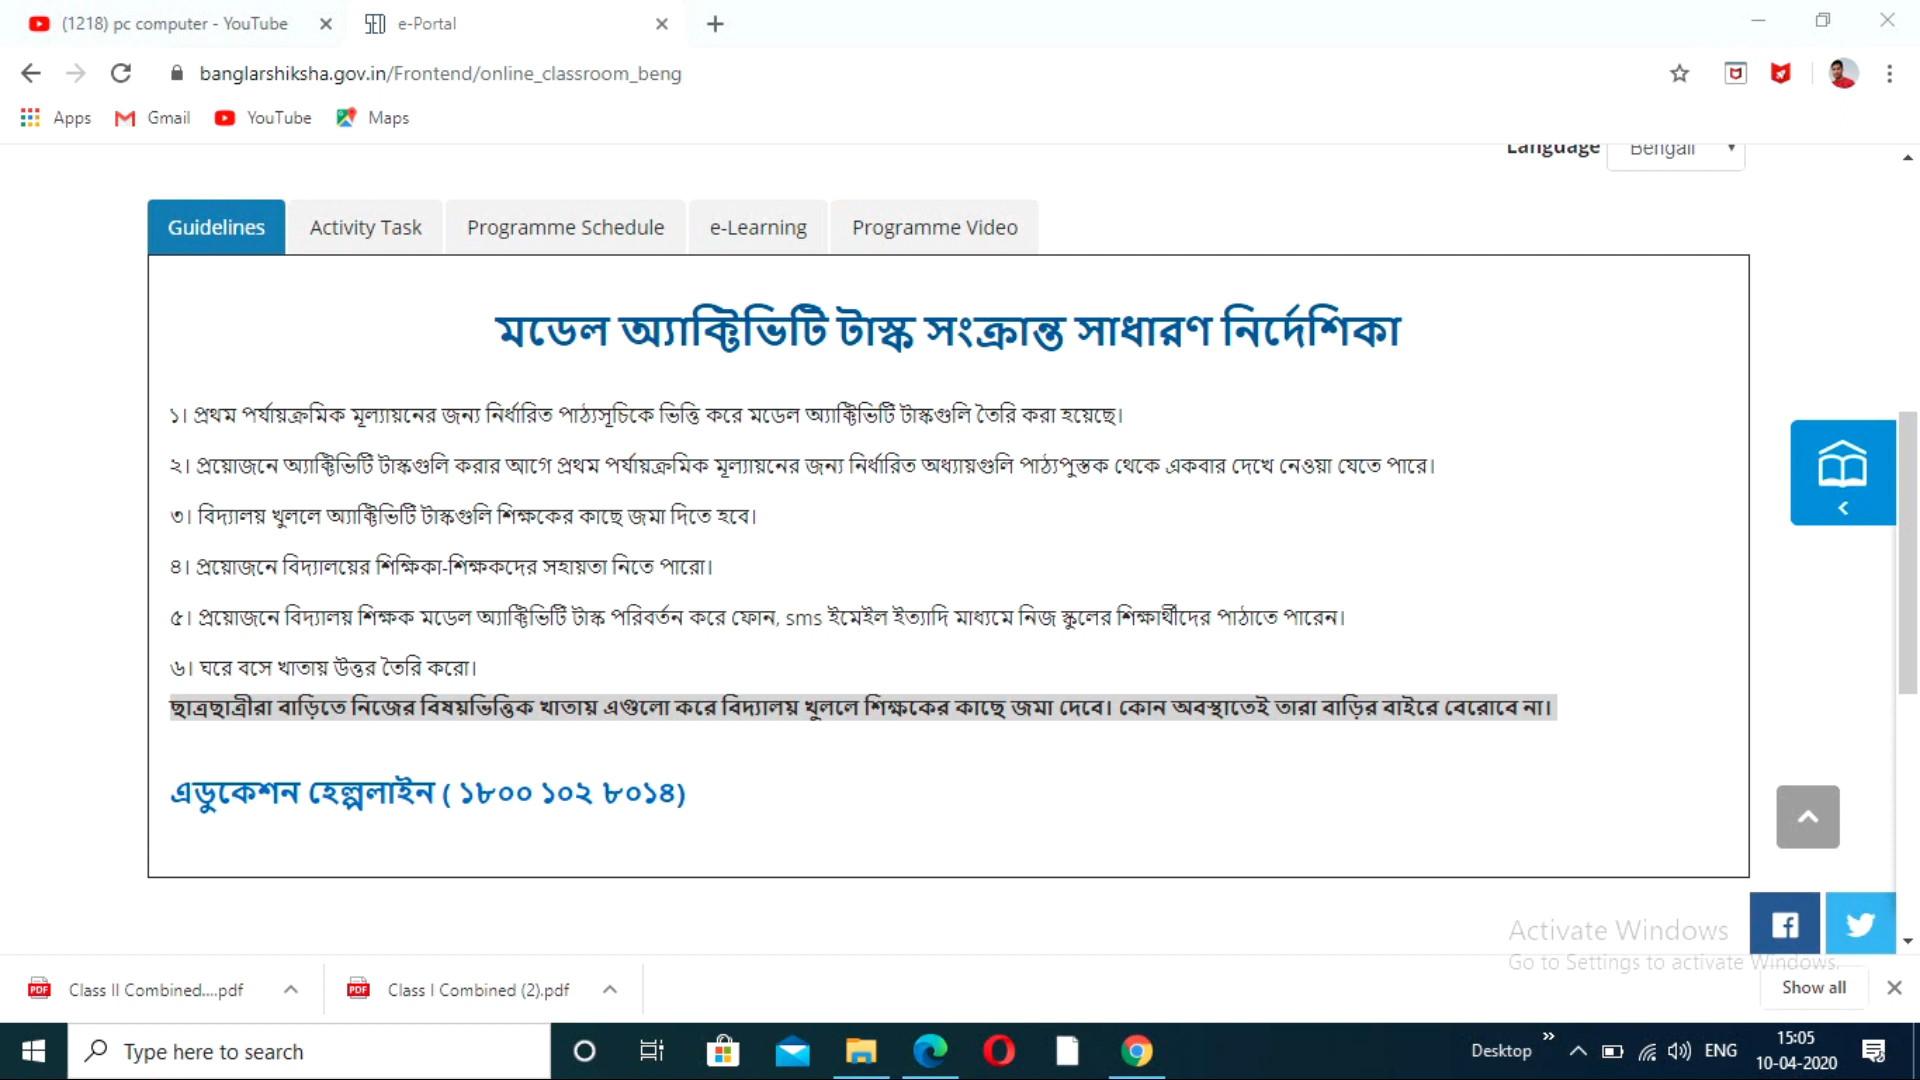 (1218) pc computer - YouTube
e-Portal
banglarshiksha.gov.in/Frontend/online_classroom_beng
Apps Gmail YouTube Maps
Language Bengali
Guidelines Activity Task Programme Schedule e-Learning Programme Video
মডেল অ্যাক্টিভিটি টাস্ক সংক্রান্ত সাধারণ নির্দেশিকা
১। প্রথম পর্যায়ক্রমিক মূল্যায়নের জন্য নির্ধারিত পাঠ্যসূচিকে ভিত্তি করে মডেল অ্যাক্টিভিটি টাস্কগুলি তৈরি করা হয়েছে।
২। প্রয়োজনে অ্যাক্টিভিটি টাস্কগুলি করার আগে প্রথম পর্যায়ক্রমিক মূল্যায়নের জন্য নির্ধারিত অধ্যায়গুলি পাঠ্যপুস্তক থেকে একবার দেখে নেওয়া যেতে পারে।
৩। বিদ্যালয় খুললে অ্যাক্টিভিটি টাস্কগুলি শিক্ষকের কাছে জমা দিতে হবে।
৪। প্রয়োজনে বিদ্যালয়ের শিক্ষিকা-শিক্ষকদের সহায়তা নিতে পারো।
৫। প্রয়োজনে বিদ্যালয় শিক্ষক মডেল অ্যাক্টিভিটি টাস্ক পরিবর্তন করে ফোন, sms ইমেইল ইত্যাদি মাধ্যমে নিজ স্কুলের শিক্ষার্থীদের পাঠাতে পারেন।
৬। ঘরে বসে খাতায় উত্তর তৈরি করো।
ছাত্রছাত্রীরা বাড়িতে নিজের বিষয়ভিত্তিক খাতায় এগুলো করে বিদ্যালয় খুললে শিক্ষকের কাছে জমা দেবে। কোন অবস্থাতেই তারা বাড়ির বাইরে বেরোবে না।
এডুকেশন হেল্পলাইন ( ১৮০০ ১০২ ৮০১৪)
Activate Windows
Go to Settings to activate Windows.
Class II Combined....pdf Class I Combined (2).pdf Show all
Type here to search
Desktop ENG 15:05
10-04-2020